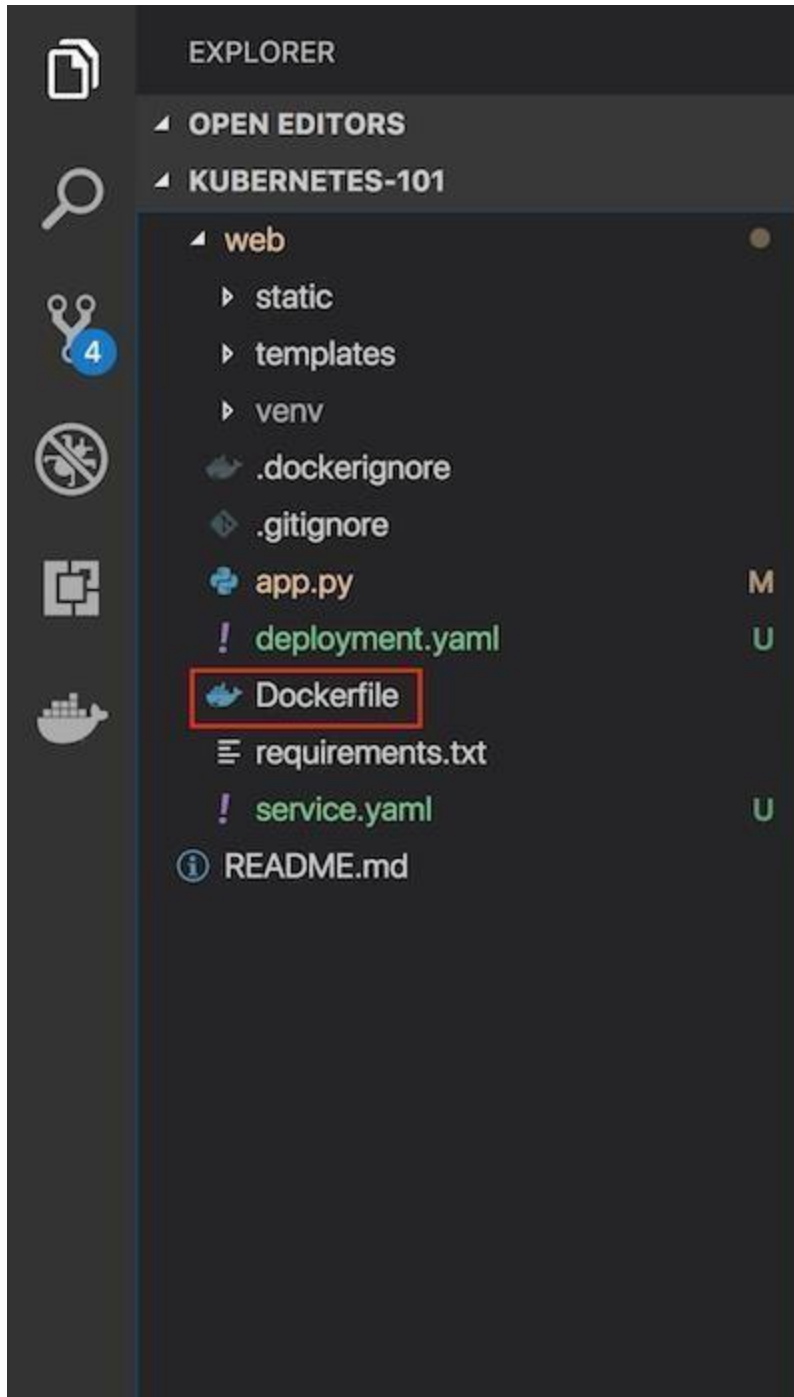 EXPLORER
OPEN EDITORS
KUBERNETES-101
web
static
templates
4
venv
.dockerignore
.gitignore
app.py M
deployment.yaml U
Dockerfile
requirements.txt
service.yaml U
README.md